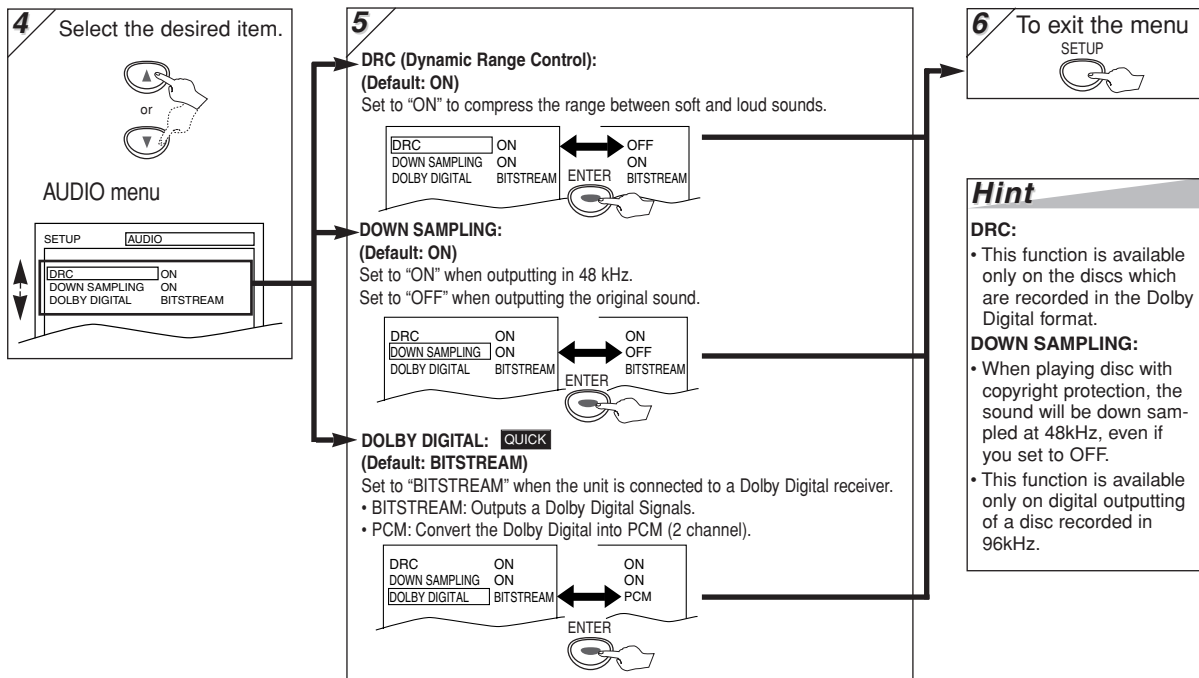 4
Select the desired item.
or
AUDIO menu
SETUP AUDIO
DRC ON
DOWN SAMPLING ON
DOLBY DIGITAL BITSTREAM
5
DRC (Dynamic Range Control):
(Default: ON)
Set to “ON” to compress the range between soft and loud sounds.
DRC ON OFF
DOWN SAMPLING ON ON
DOLBY DIGITAL BITSTREAM BITSTREAM
ENTER
DOWN SAMPLING:
(Default: ON)
Set to “ON” when outputting in 48 kHz.
Set to “OFF” when outputting the original sound.
DRC ON ON
DOWN SAMPLING ON OFF
DOLBY DIGITAL BITSTREAM BITSTREAM
ENTER
DOLBY DIGITAL: QUICK
(Default: BITSTREAM)
Set to “BITSTREAM” when the unit is connected to a Dolby Digital receiver.
• BITSTREAM: Outputs a Dolby Digital Signals.
• PCM: Convert the Dolby Digital into PCM (2 channel).
DRC ON ON
DOWN SAMPLING ON ON
DOLBY DIGITAL BITSTREAM PCM
ENTER
6
To exit the menu
SETUP
Hint
DRC:
• This function is available
only on the discs which
are recorded in the Dolby
Digital format.
DOWN SAMPLING:
• When playing disc with
copyright protection, the
sound will be down sam-
pled at 48kHz, even if
you set to OFF.
• This function is available
only on digital outputting
of a disc recorded in
96kHz.